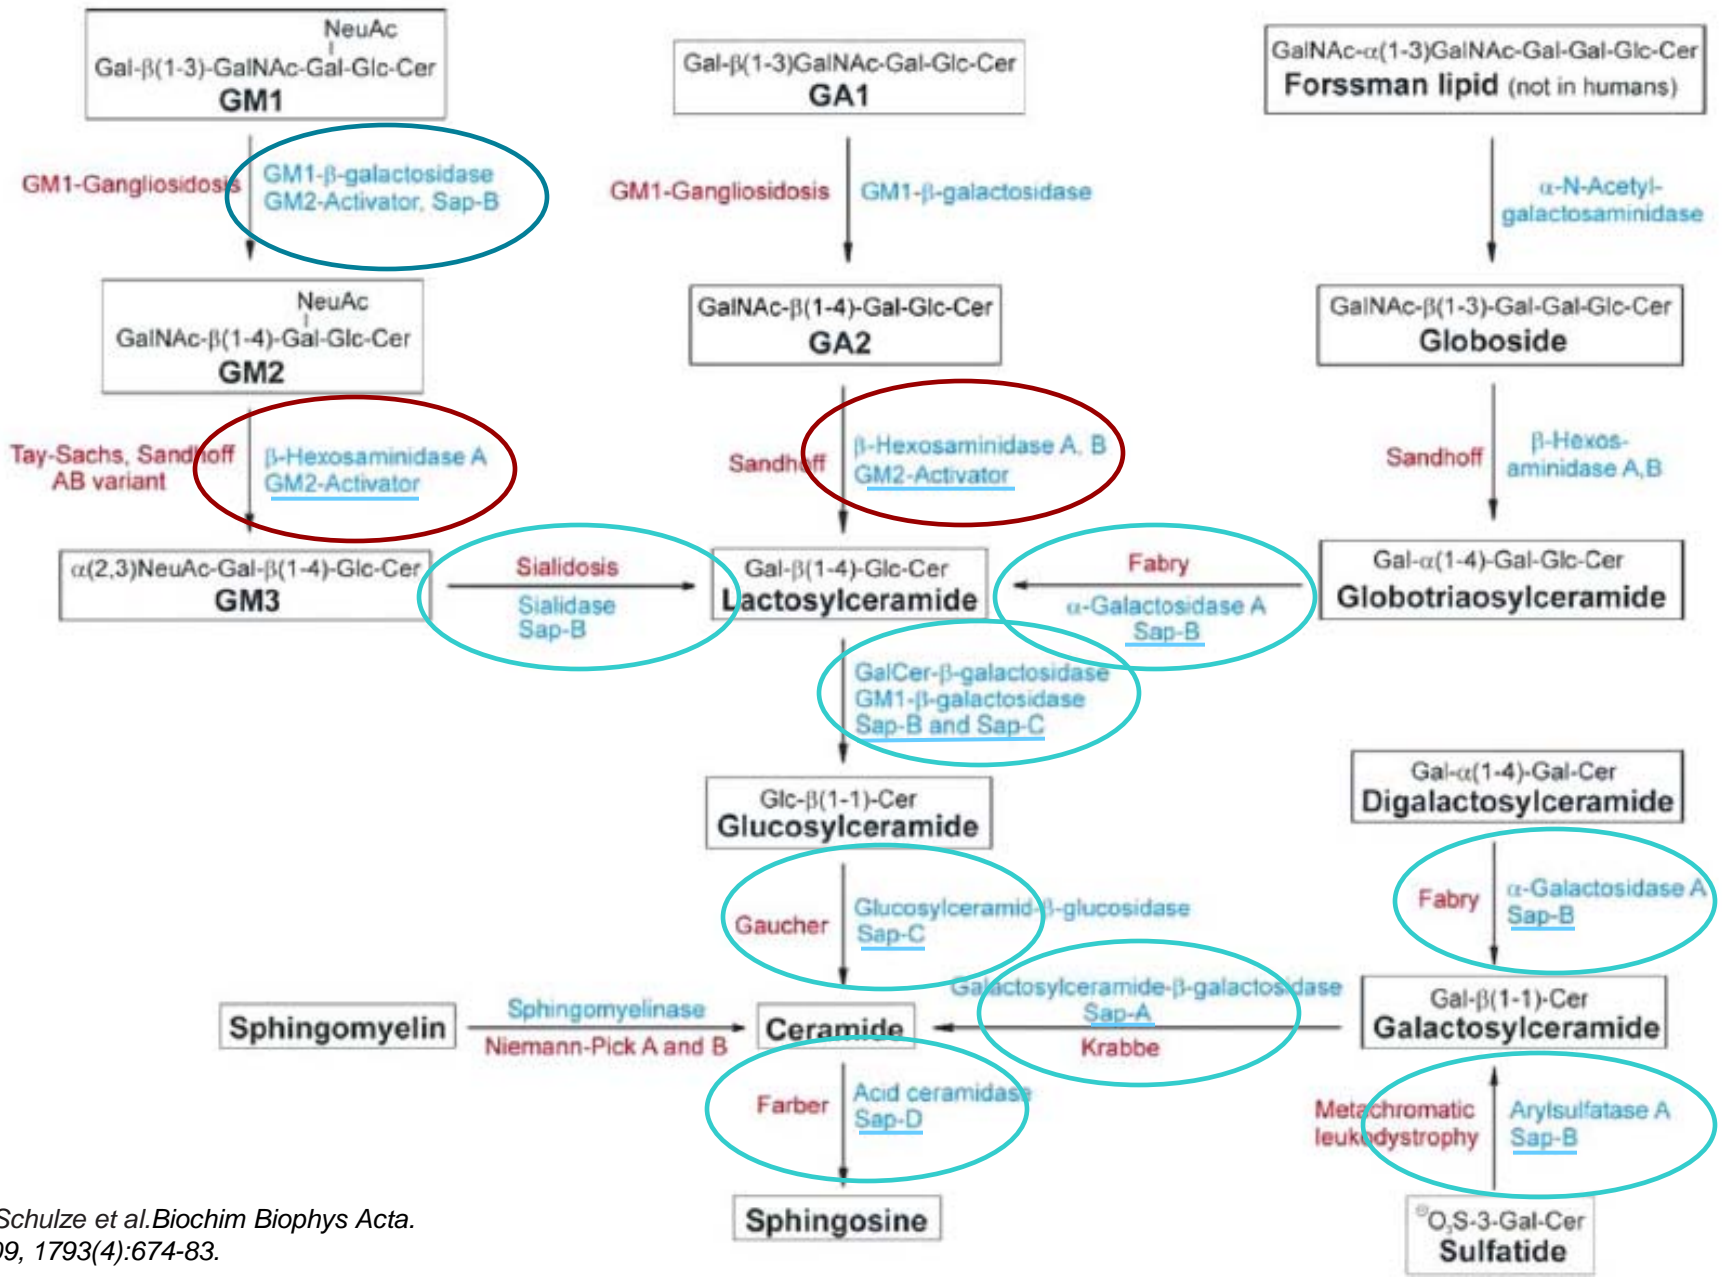 NeuAc
Gal-β(1-3)-GalNAc-Gal-Glc-Cer
GM1
Gal-β(1-3)GalNAc-Gal-Glc-Cer
GA1
GalNAc-α(1-3)GalNAc-Gal-Gal-Glc-Cer
Forssman lipid (not in humans)
GM1-Gangliosidosis
GM1-β-galactosidase
GM2-Activator, Sap-B
GM1-Gangliosidosis
GM1-β-galactosidase
α-N-Acetyl-
galactosaminidase
NeuAc
GalNAc-β(1-4)-Gal-Glc-Cer
GM2
GalNAc-β(1-4)-Gal-Glc-Cer
GA2
GalNAc-β(1-3)-Gal-Gal-Glc-Cer
Globoside
Tay-Sachs, Sandhoff
AB variant
β-Hexosaminidase A
GM2-Activator
Sandhoff
β-Hexosaminidase A, B
GM2-Activator
Sandhoff
β-Hexos-
aminidase A,B
α(2,3)NeuAc-Gal-β(1-4)-Glc-Cer
GM3
Sialidosis
Sialidase
Sap-B
Gal-β(1-4)-Glc-Cer
Lactosylceramide
Fabry
α-Galactosidase A
Sap-B
Gal-α(1-4)-Gal-Glc-Cer
Globotriaosylceramide
GalCer-β-galactosidase
GM1-β-galactosidase
Sap-B and Sap-C
Glc-β(1-1)-Cer
Glucosylceramide
Gal-α(1-4)-Gal-Cer
Digalactosylceramide
Gaucher
Glucosylceramid-β-glucosidase
Sap-C
Fabry
α-Galactosidase A
Sap-B
Sphingomyelin
Sphingomyelinase
Niemann-Pick A and B
Ceramide
Galactosylceramide-β-galactosidase
Sap-A
Krabbe
Gal-β(1-1)-Cer
Galactosylceramide
Farber
Acid ceramidase
Sap-D
Metachromatic
leukodystrophy
Arylsulfatase A
Sap-B
Sphingosine
⊖O₃S-3-Gal-Cer
Sulfatide
Schulze et al.Biochim Biophys Acta.
09, 1793(4):674-83.